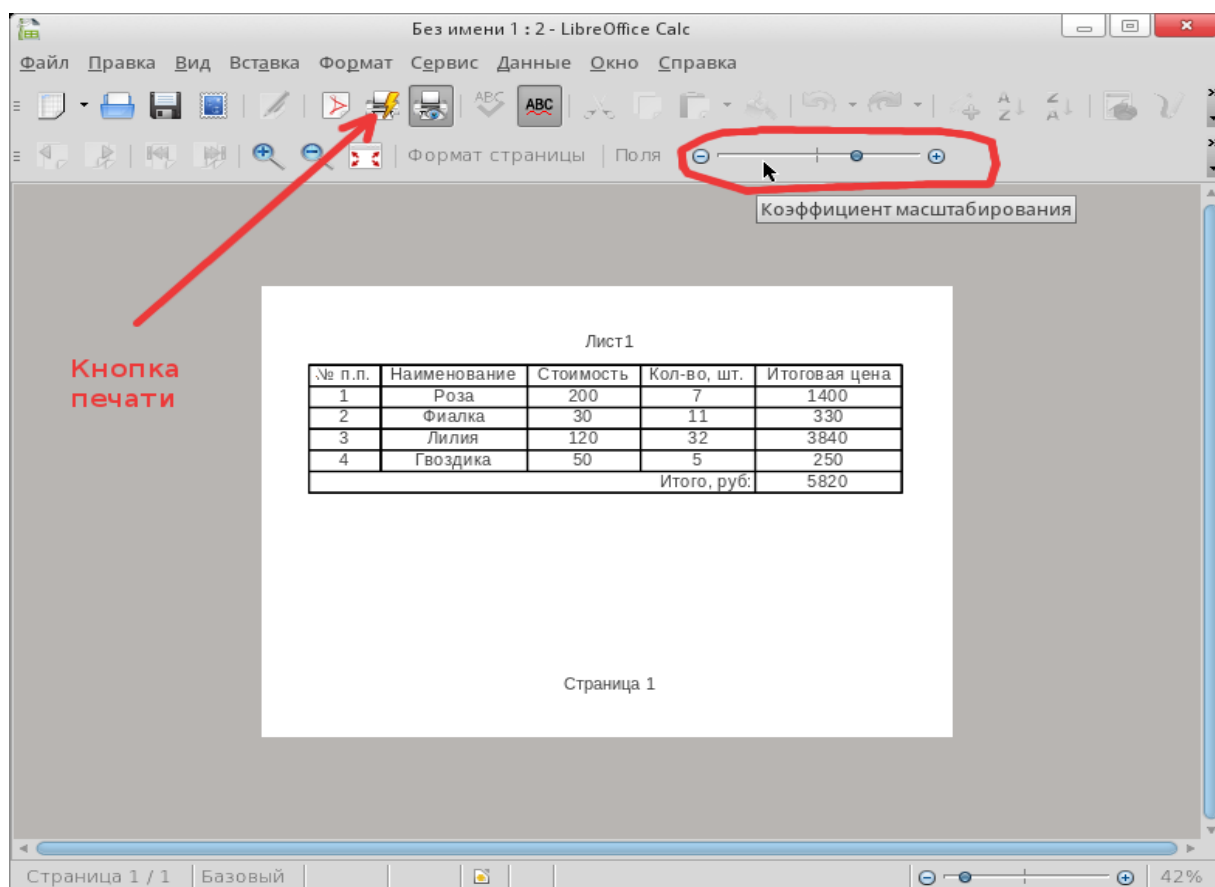 Без имени 1 : 2 - LibreOffice Calc
Файл Правка Вид Вставка Формат Сервис Данные Окно Справка
ABC ABC A Z Z A
Формат страницы Поля
Коэффициент масштабирования
Кнопка
печати
Лист1
№ п.п. Наименование Стоимость Кол-во, шт. Итоговая цена
1 Роза 200 7 1400
2 Фиалка 30 11 330
3 Лилия 120 32 3840
4 Гвоздика 50 5 250
Итого, руб: 5820
Страница 1
Страница 1 / 1 Базовый 42%